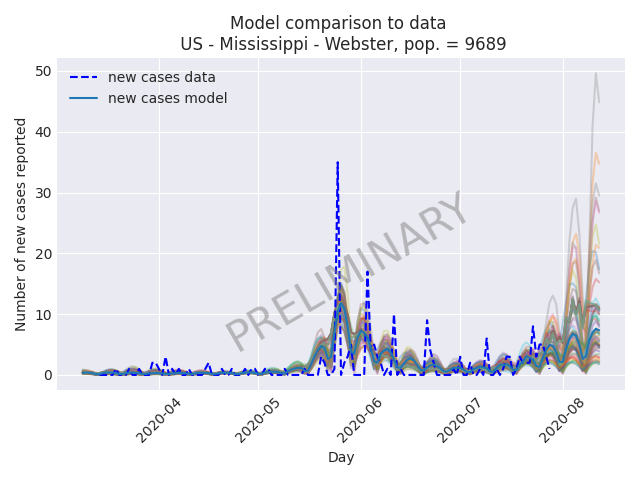 Model comparison to data
US - Mississippi - Webster, pop. = 9689
new cases data
new cases model
PRELIMINARY
Number of new cases reported
50
40
30
20
10
0
2020-04
2020-05
2020-06
2020-07
2020-08
Day